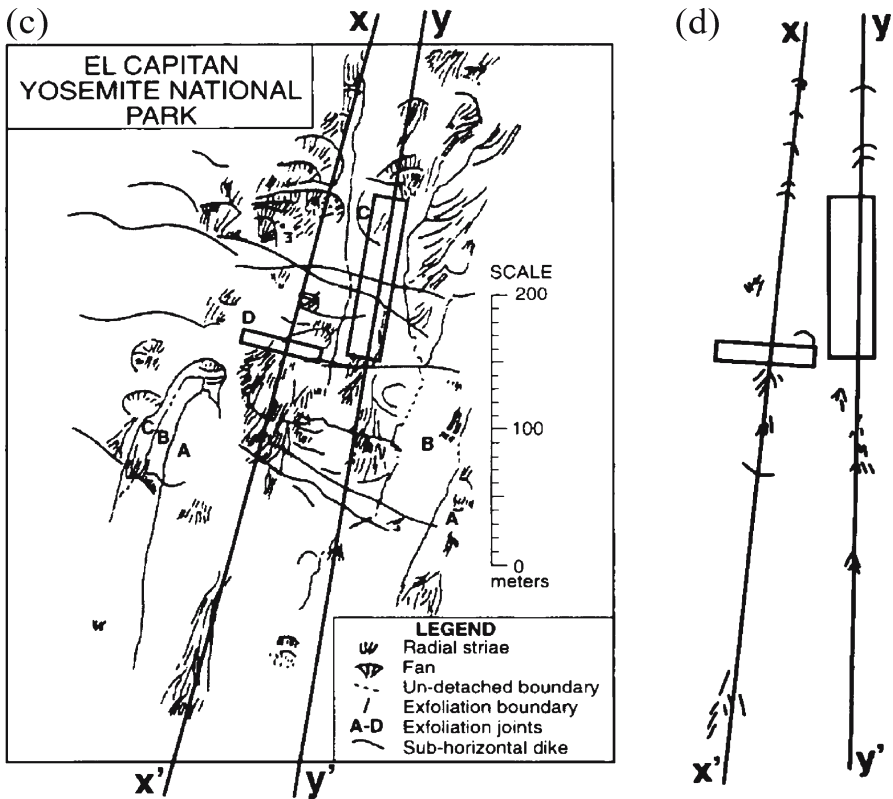 (c)
x
y
EL CAPITAN
YOSEMITE NATIONAL
PARK
C
3
D
SCALE
200
100
0
meters
C
B
A
B
A
LEGEND
Radial striae
Fan
Un-detached boundary
Exfoliation boundary
A-D Exfoliation joints
Sub-horizontal dike
x'
y'
(d)
x
y
x'
y'